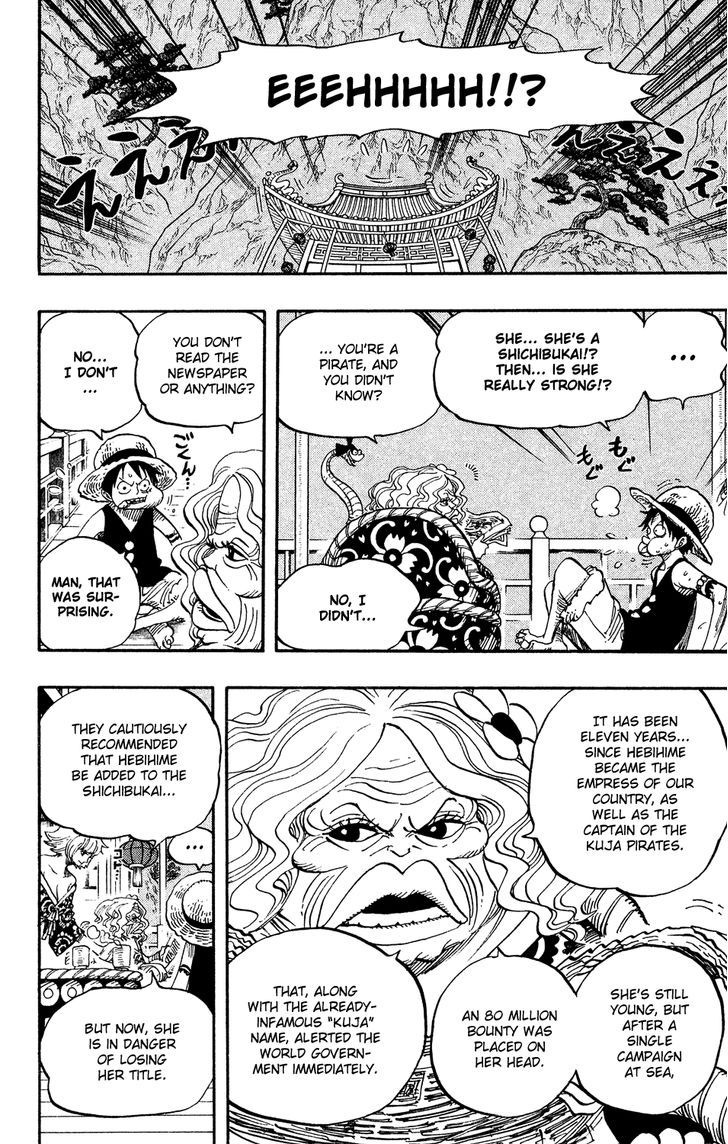 EEEHHHHH!!?
えええ
えええぇ
...
SHE... SHE'S A
SHICHIBUKAI!?
THEN... IS SHE
REALLY STRONG!?
... YOU'RE A
PIRATE, AND
YOU DIDN'T
KNOW?
もぐ
もぐ
NO, I
DIDN'T...
YOU DON'T
READ THE
NEWSPAPER
OR ANYTHING?
NO...
I DON'T
...
ごくん...
MAN, THAT
WAS SUR-
PRISING.
IT HAS BEEN
ELEVEN YEARS...
SINCE HEBIHIME
BECAME THE
EMPRESS OF OUR
COUNTRY, AS
WELL AS THE
CAPTAIN OF THE
KUJA PIRATES.
SHE'S STILL
YOUNG, BUT
AFTER A
SINGLE
CAMPAIGN
AT SEA,
AN 80 MILLION
BOUNTY WAS
PLACED ON
HER HEAD.
THAT, ALONG
WITH THE ALREADY-
INFAMOUS "KUJA"
NAME, ALERTED THE
WORLD GOVERN-
MENT IMMEDIATELY.
THEY CAUTIOUSLY
RECOMMENDED
THAT HEBIHIME
BE ADDED TO THE
SHICHIBUKAI...
...
BUT NOW, SHE
IS IN DANGER
OF LOSING
HER TITLE.